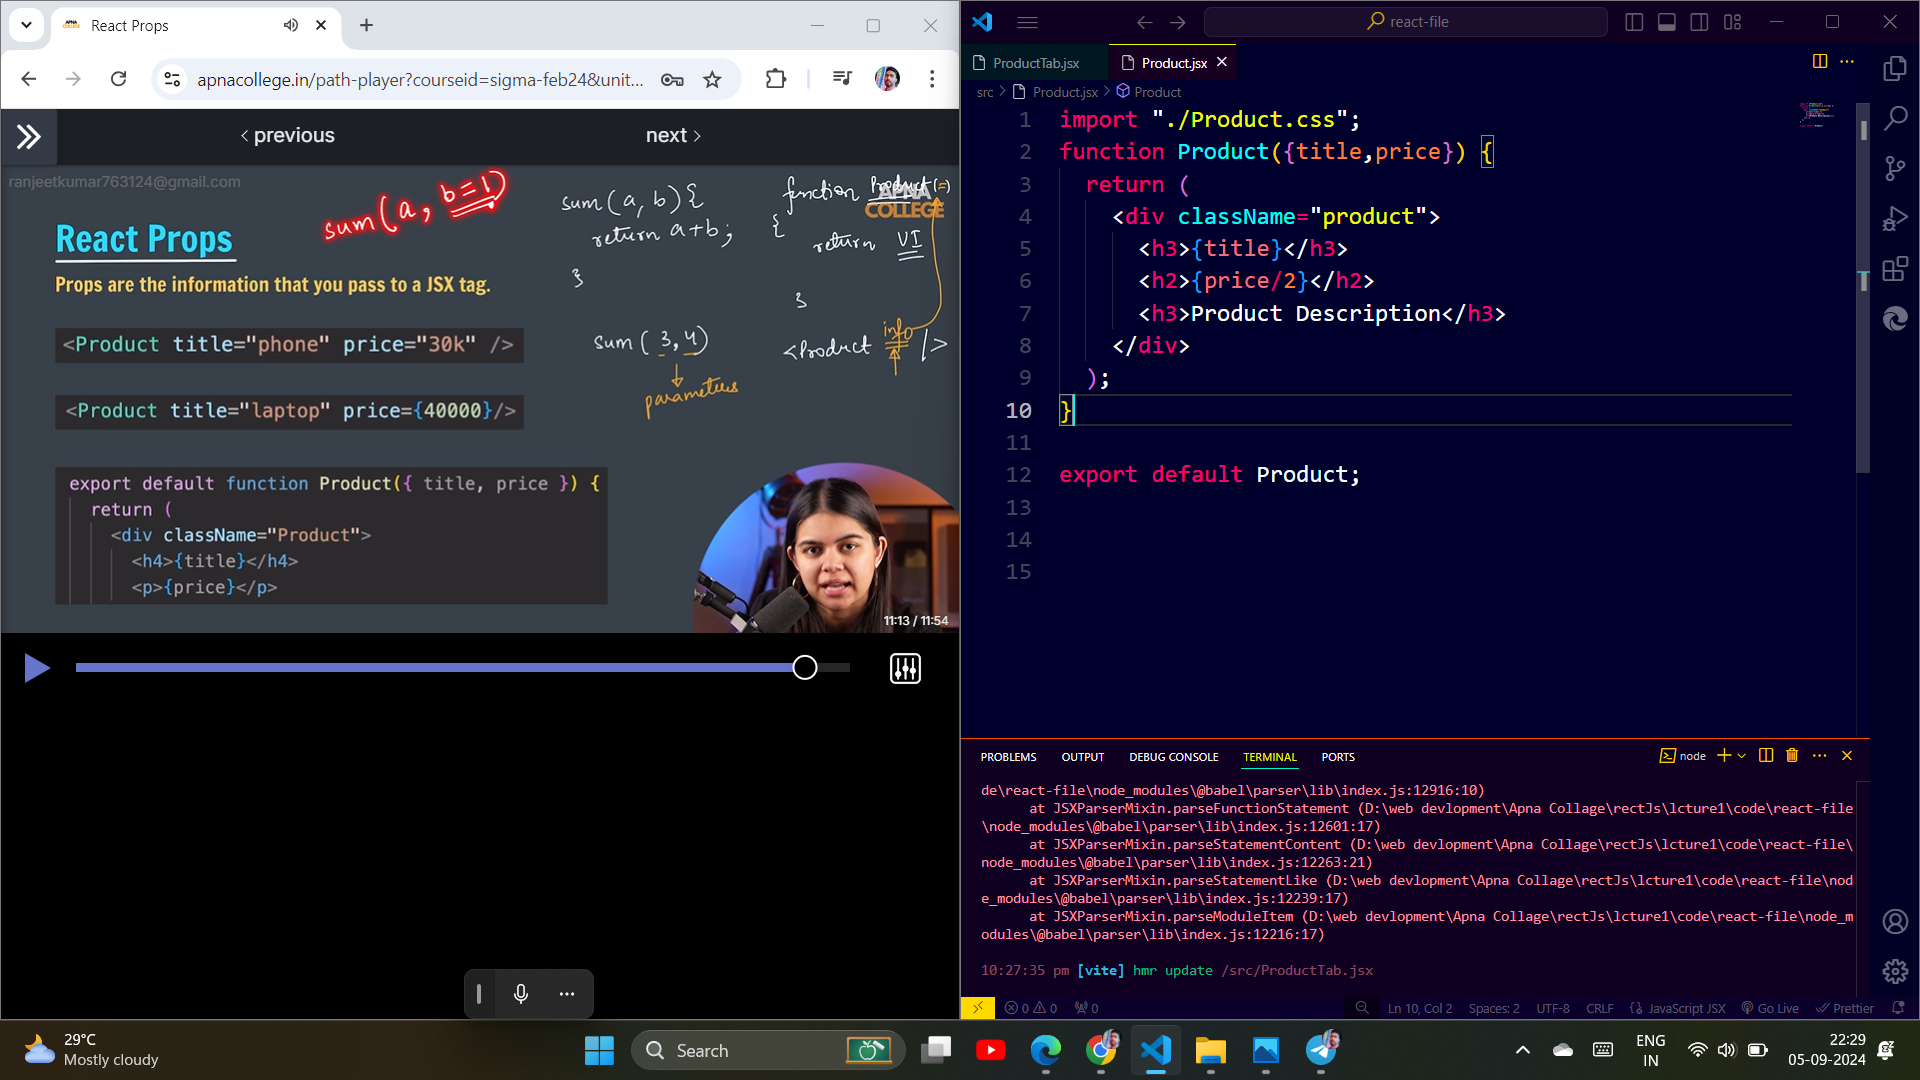 React Props
apnacollege.in/path-player?courseid=sigma-feb24&unit...
‹ previous
next ›
ranjeetkumar763124@gmail.com
APNA
COLLEGE
sum(a, b=1)
sum(a, b){
return a+b;
}
sum(3,4)
parameters
function Product(=)
{
return UI
}
<Product info />
React Props
Props are the information that you pass to a JSX tag.
<Product title="phone" price="30k" />
<Product title="laptop" price={40000}/>
export default function Product({ title, price }) {
return (
<div className="Product">
<h4>{title}</h4>
<p>{price}</p>
11:13 / 11:54
react-file
ProductTab.jsx
Product.jsx
src > Product.jsx > Product
1 import "./Product.css";
2 function Product({title,price}) {
3 return (
4 <div className="product">
5 <h3>{title}</h3>
6 <h2>{price/2}</h2>
7 <h3>Product Description</h3>
8 </div>
9 );
10 }
11
12 export default Product;
13
14
15
PROBLEMS OUTPUT DEBUG CONSOLE TERMINAL PORTS
node
de\react-file\node_modules\@babel\parser\lib\index.js:12916:10)
at JSXParserMixin.parseFunctionStatement (D:\web devlopment\Apna Collage\rectJs\lcture1\code\react-file
\node_modules\@babel\parser\lib\index.js:12601:17)
at JSXParserMixin.parseStatementContent (D:\web devlopment\Apna Collage\rectJs\lcture1\code\react-file\
node_modules\@babel\parser\lib\index.js:12263:21)
at JSXParserMixin.parseStatementLike (D:\web devlopment\Apna Collage\rectJs\lcture1\code\react-file\nod
e_modules\@babel\parser\lib\index.js:12239:17)
at JSXParserMixin.parseModuleItem (D:\web devlopment\Apna Collage\rectJs\lcture1\code\react-file\node_m
odules\@babel\parser\lib\index.js:12216:17)
10:27:35 pm [vite] hmr update /src/ProductTab.jsx
0 0 0
Ln 10, Col 2 Spaces: 2 UTF-8 CRLF {} JavaScript JSX Go Live Prettier
29°C
Mostly cloudy
Search
ENG
IN
22:29
05-09-2024